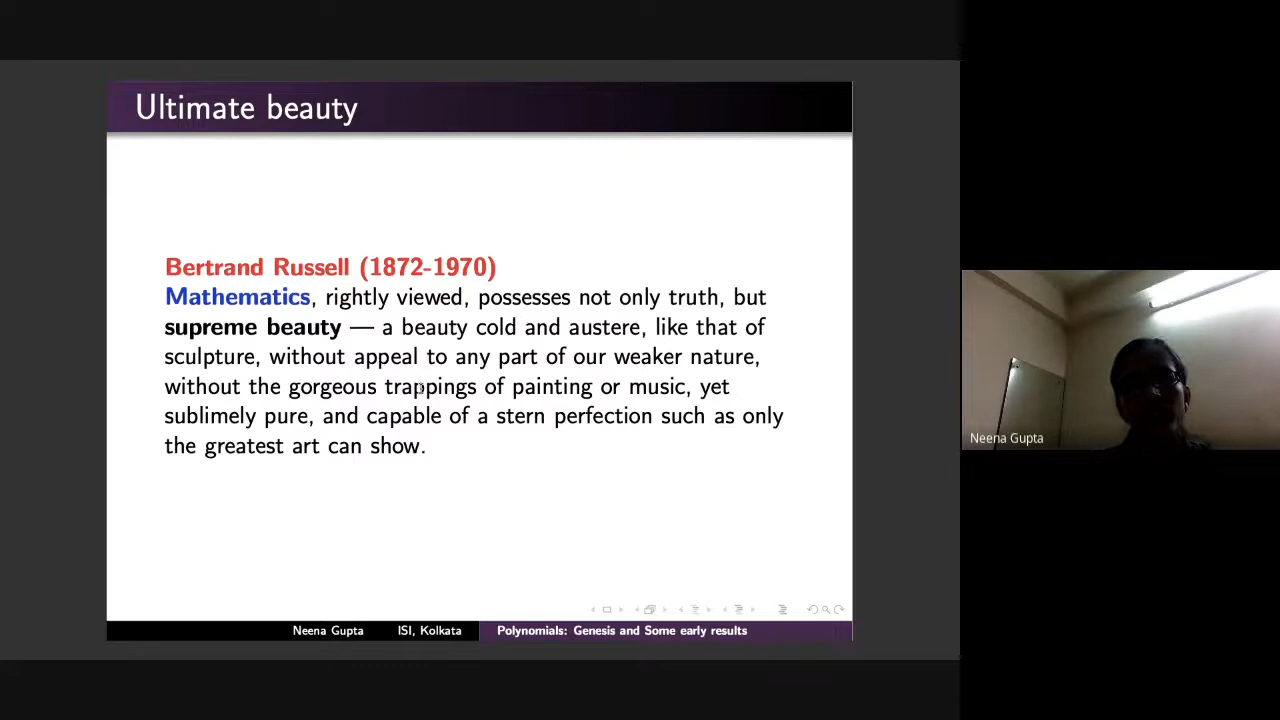 Ultimate beauty
Bertrand Russell (1872-1970)
Mathematics, rightly viewed, possesses not only truth, but
supreme beauty — a beauty cold and austere, like that of
sculpture, without appeal to any part of our weaker nature,
without the gorgeous trappings of painting or music, yet
sublimely pure, and capable of a stern perfection such as only
the greatest art can show.
Neena Gupta ISI, Kolkata Polynomials: Genesis and Some early results
Neena Gupta